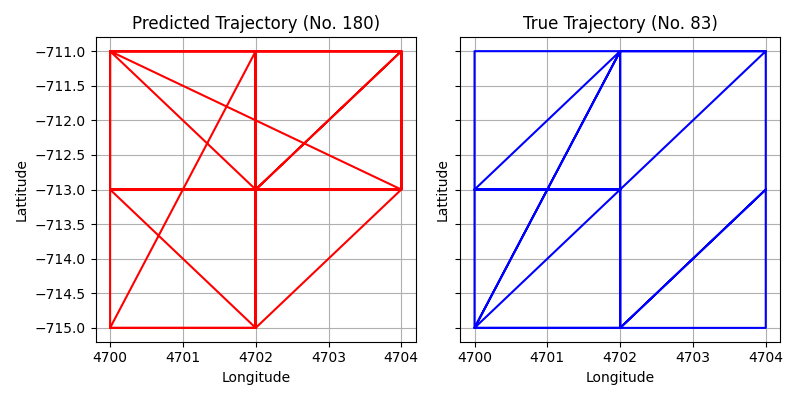 Predicted Trajectory (No. 180)
−711.0
−711.5
−712.0
−712.5
−713.0
−713.5
−714.0
−714.5
−715.0
Lattitude
4700 4701 4702 4703 4704
Longitude
True Trajectory (No. 83)
Lattitude
4700 4701 4702 4703 4704
Longitude